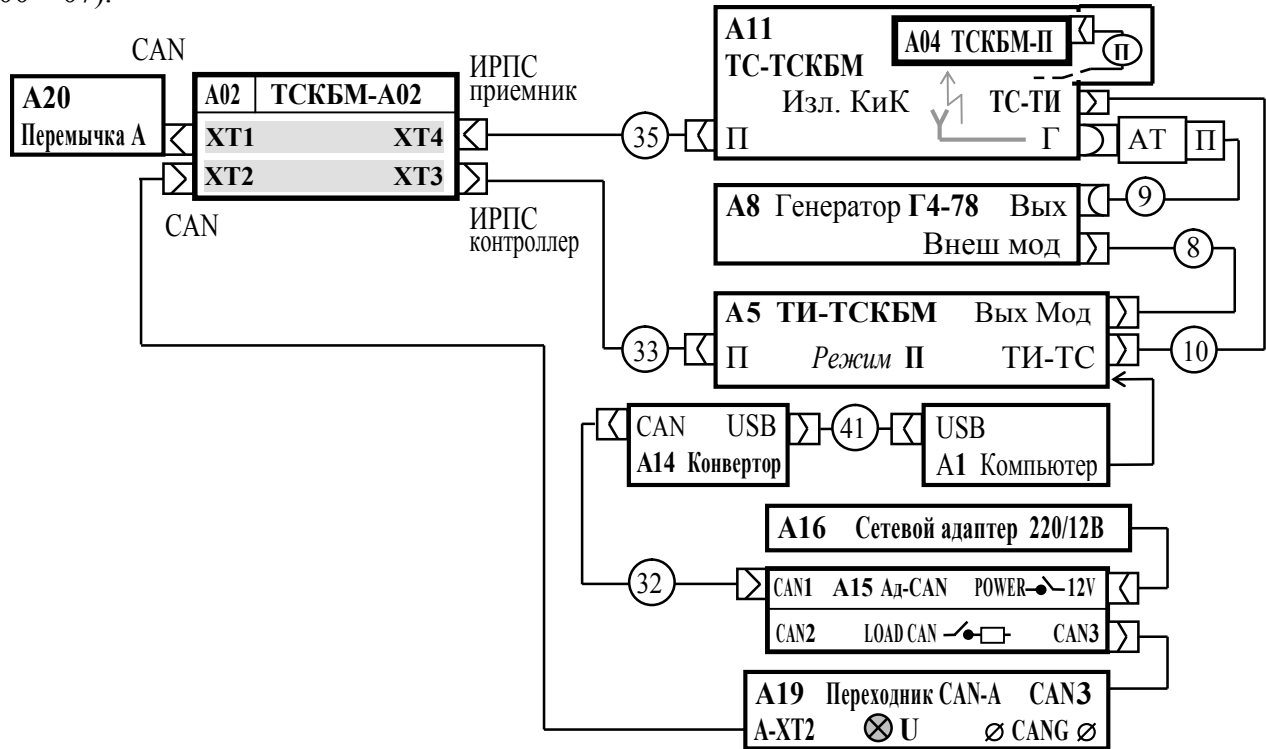 00 – 07).
CAN
A20
Перемычка А
A02 ТСКБМ-А02
XT1 XT4
XT2 XT3
CAN
ИРПС
приемник
ИРПС
контроллер
35
33
A11
ТС-ТСКБМ
A04 ТСКБМ-П
П
Изл. КиК ТС-ТИ
П Г
АТ П
A8 Генератор Г4-78 Вых
Внеш мод
9
8
A5 ТИ-ТСКБМ Вых Мод
П Режим П ТИ-ТС
10
CAN USB
A14 Конвертор
41
USB
A1 Компьютер
A16 Сетевой адаптер 220/12В
32
CAN1 A15 Ад-CAN POWER 12V
CAN2 LOAD CAN CAN3
A19 Переходник CAN-A CAN3
A-XT2 U CANG